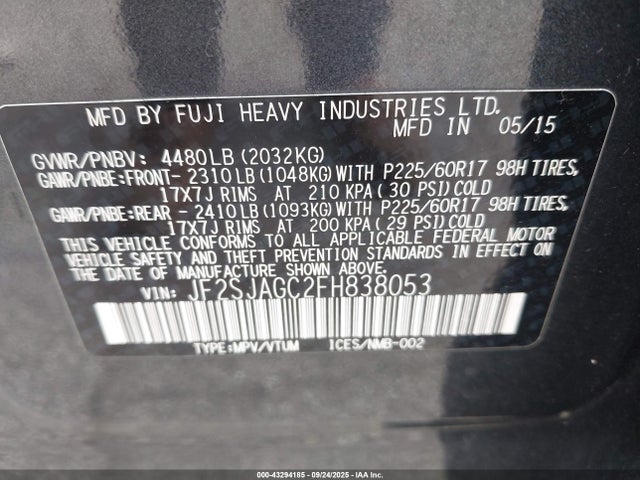 MFD BY FUJI HEAVY INDUSTRIES LTD.
MFD IN 05/15
GVWR/PNBV: 4480LB(2032KG)
GAWR/PNBE:FRONT- 2310LB(1048KG)WITH P225/60R17 98H TIRES,
17X7J RIMS AT 210 KPA(30 PSI)COLD
GAWR/PNBE:REAR - 2410LB(1093KG)WITH P225/60R17 98H TIRES,
17X7J RIMS AT 200 KPA(29 PSI)COLD
THIS VEHICLE CONFORMS TO ALL APPLICABLE FEDERAL MOTOR
VEHICLE SAFETY AND THEFT PREVENTION STANDARDS IN EFFECT ON
THE DATE OF MANUFACTURE SHOWN ABOVE.
VIN: JF2SJAGC2FH838053
TYPE:MPV/VTUM ICES/NMB-002
000-43294185 - 09/24/2025 - IAA Inc.